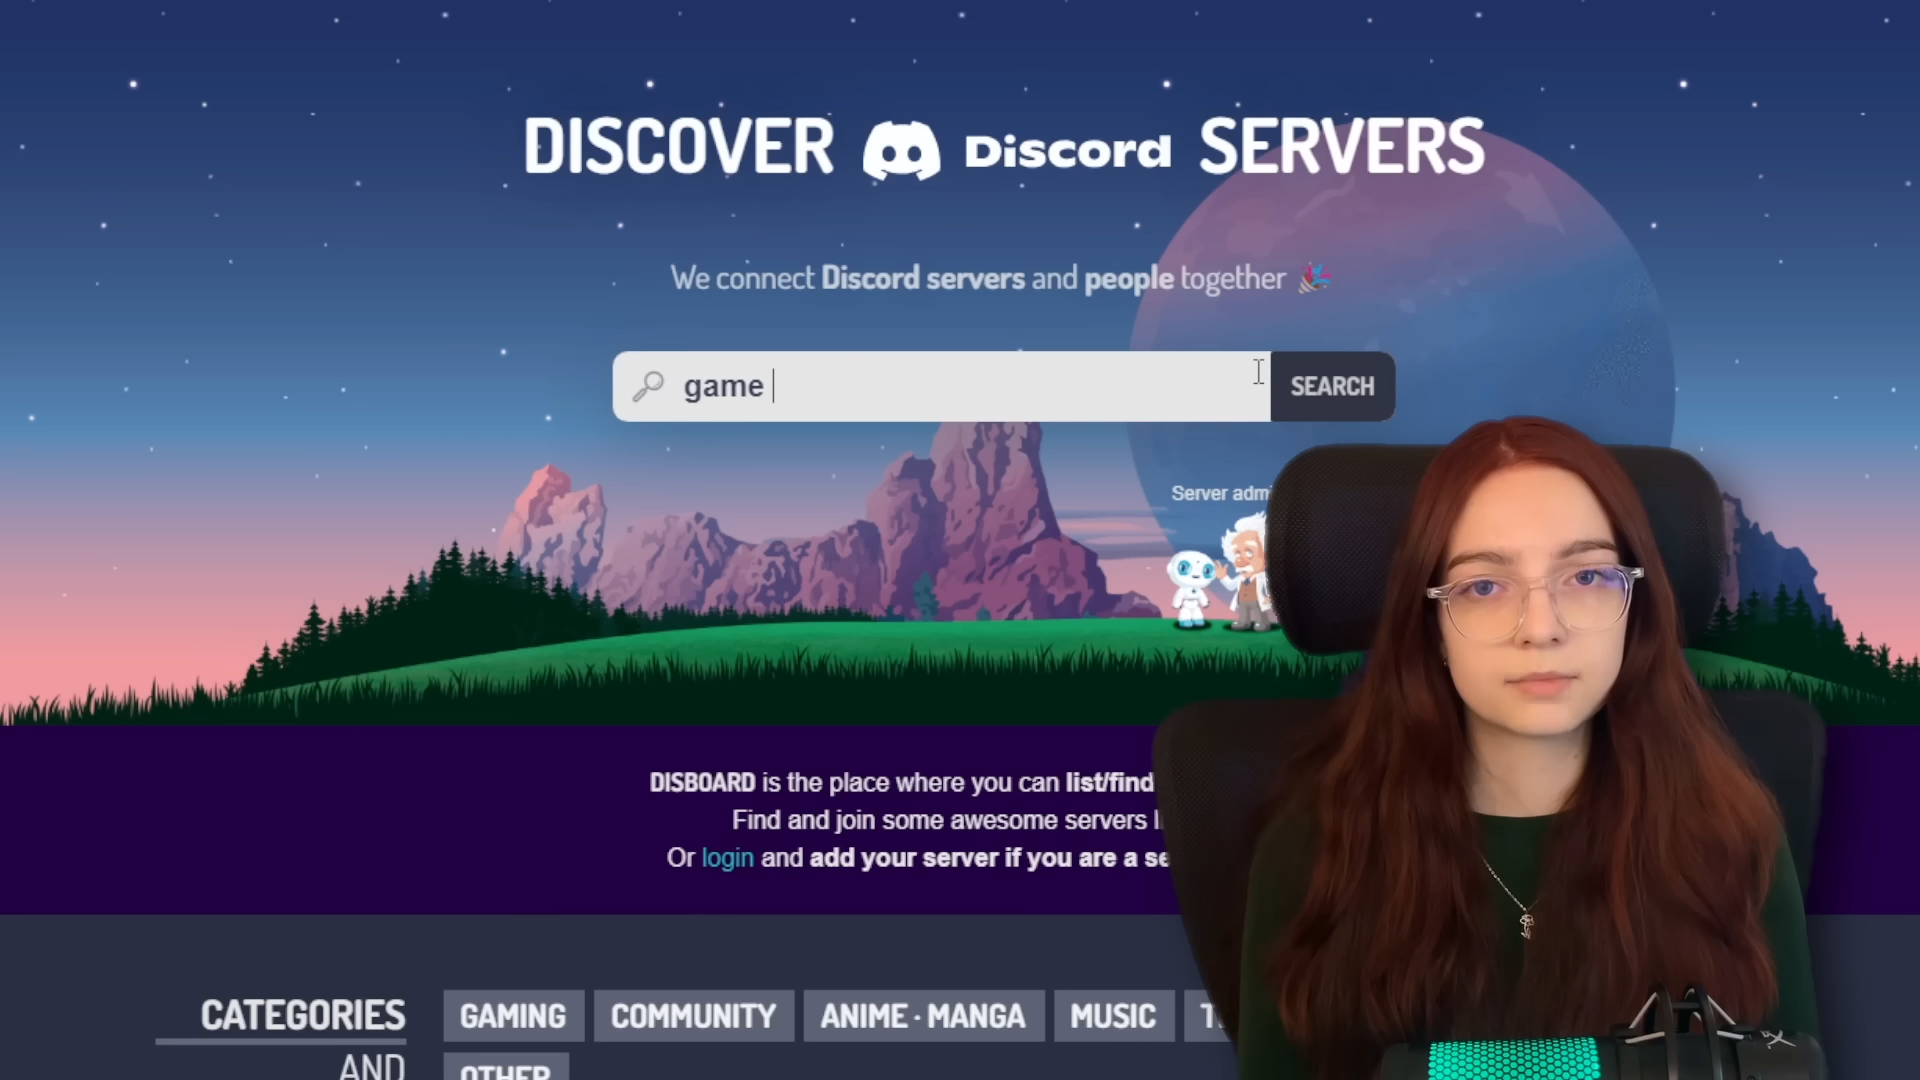 DISCOVER Discord SERVERS
We connect Discord servers and people together
game
SEARCH
Server adm
DISBOARD is the place where you can list/find
Find and join some awesome servers
Or login and add your server if you are a se
CATEGORIES
AND
GAMING
COMMUNITY
ANIME · MANGA
MUSIC
OTHER